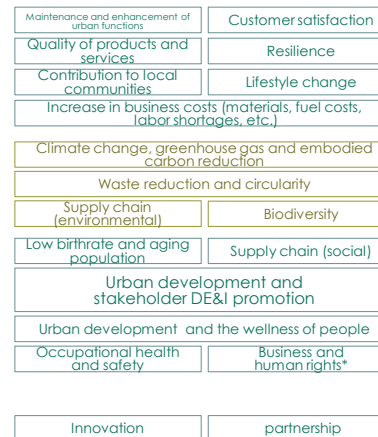 Maintenance and enhancement of
urban functions
Customer satisfaction
Quality of products and
services
Resilience
Contribution to local
communities
Lifestyle change
Increase in business costs (materials, fuel costs,
labor shortages, etc.)
Climate change, greenhouse gas and embodied
carbon reduction
Waste reduction and circularity
Supply chain
(environmental)
Biodiversity
Low birthrate and aging
population
Supply chain (social)
Urban development and
stakeholder DE&I promotion
Urban development and the wellness of people
Occupational health
and safety
Business and
human rights*
Innovation
partnership